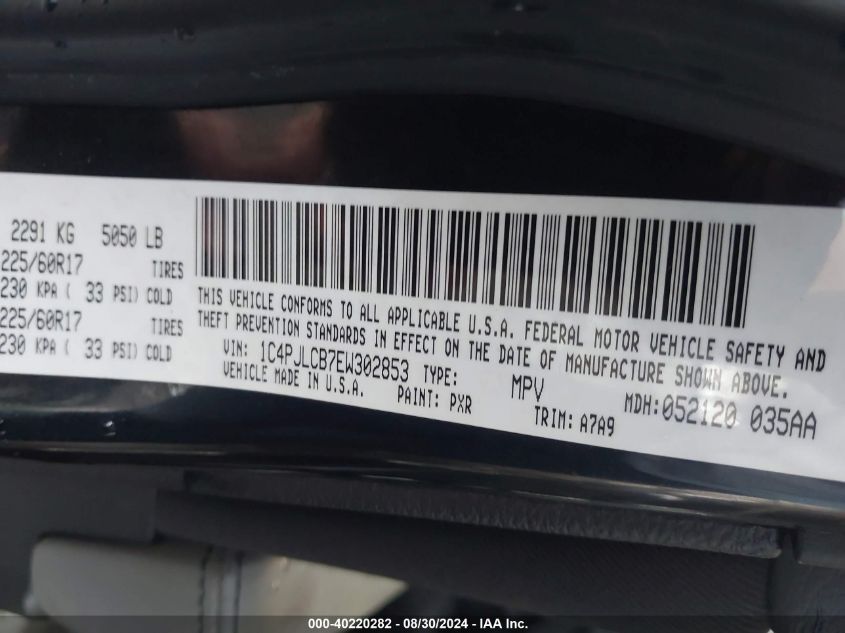 2291 KG 5050 LB
225/60R17 TIRES
230 KPA ( 33 PSI) COLD
225/60R17 TIRES
230 KPA ( 33 PSI) COLD
THIS VEHICLE CONFORMS TO ALL APPLICABLE U.S.A. FEDERAL MOTOR VEHICLE SAFETY AND
THEFT PREVENTION STANDARDS IN EFFECT ON THE DATE OF MANUFACTURE SHOWN ABOVE.
VIN: 1C4PJLCB7EW302853 TYPE: MPV MDH:052120 035AA
VEHICLE MADE IN U.S.A. PAINT: PXR TRIM: A7A9
000-40220282 - 08/30/2024 - IAA Inc.